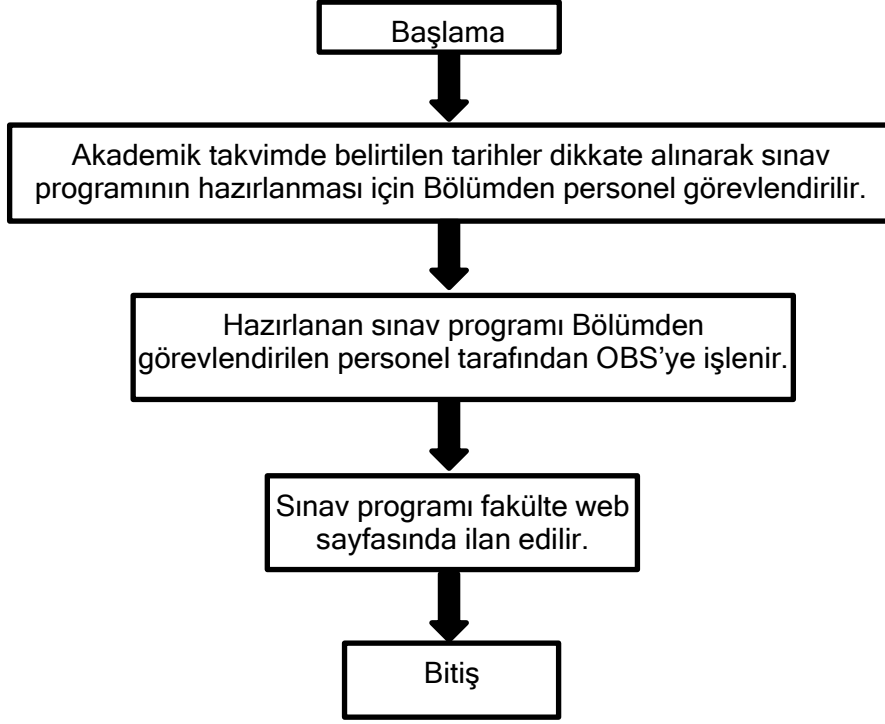 Başlama
Akademik takvimde belirtilen tarihler dikkate alınarak sınav
programının hazırlanması için Bölümden personel görevlendirilir.
Hazırlanan sınav programı Bölümden
görevlendirilen personel tarafından OBS’ye işlenir.
Sınav programı fakülte web
sayfasında ilan edilir.
Bitiş